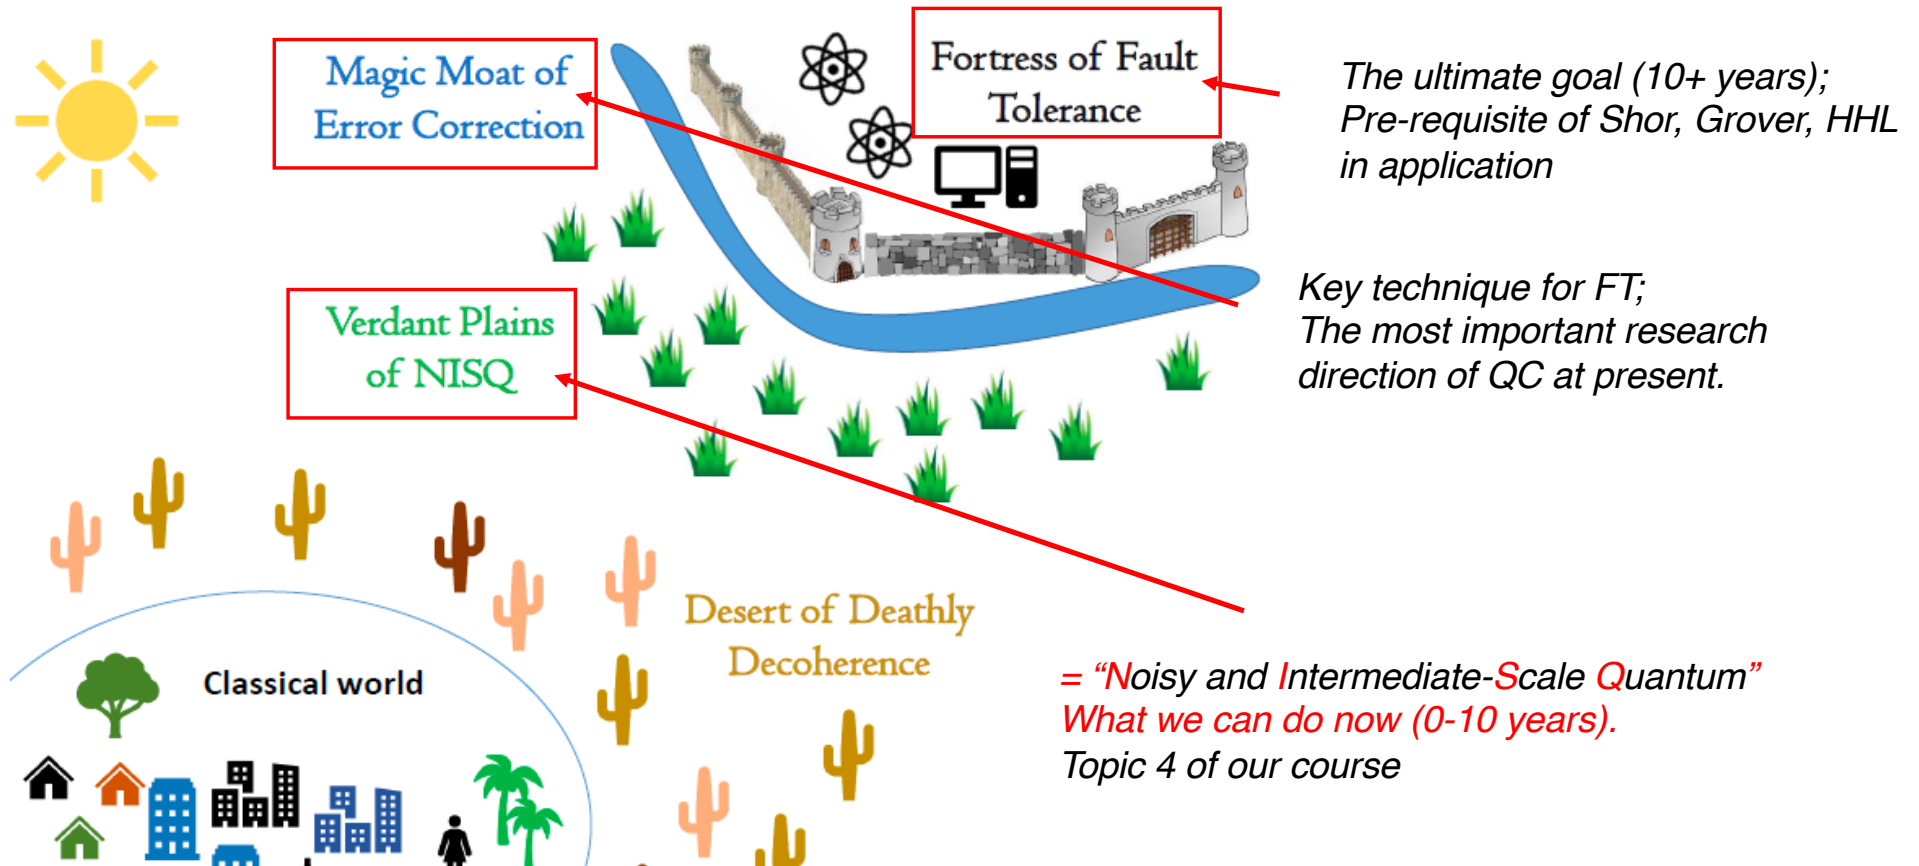 Magic Moat of
Error Correction
Fortress of Fault
Tolerance
The ultimate goal (10+ years);
Pre-requisite of Shor, Grover, HHL
in application
Verdant Plains
of NISQ
Key technique for FT;
The most important research
direction of QC at present.
Desert of Deathly
Decoherence
Classical world
= “Noisy and Intermediate-Scale Quantum”
What we can do now (0-10 years).
Topic 4 of our course